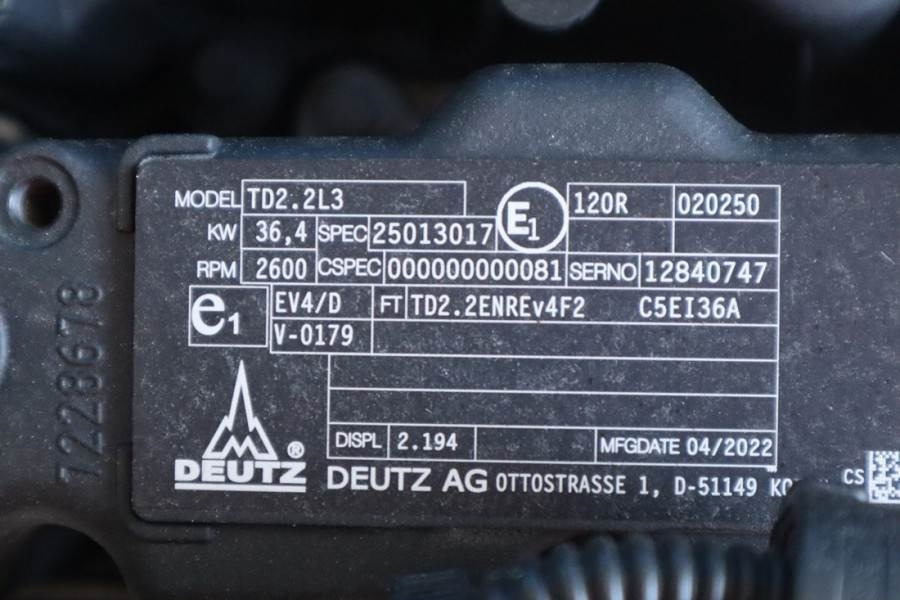 MODEL TD2.2L3 E1 120R 020250
KW 36,4 SPEC 25013017
RPM 2600 CSPEC 000000000081 SERNO 12840747
e1 EV4/D FT TD2.2ENREv4F2 C5EI36A
V-0179
DISPL 2.194 MFGDATE 04/2022
DEUTZ ®
DEUTZ AG OTTOSTRASSE 1, D-51149
CS
7228678